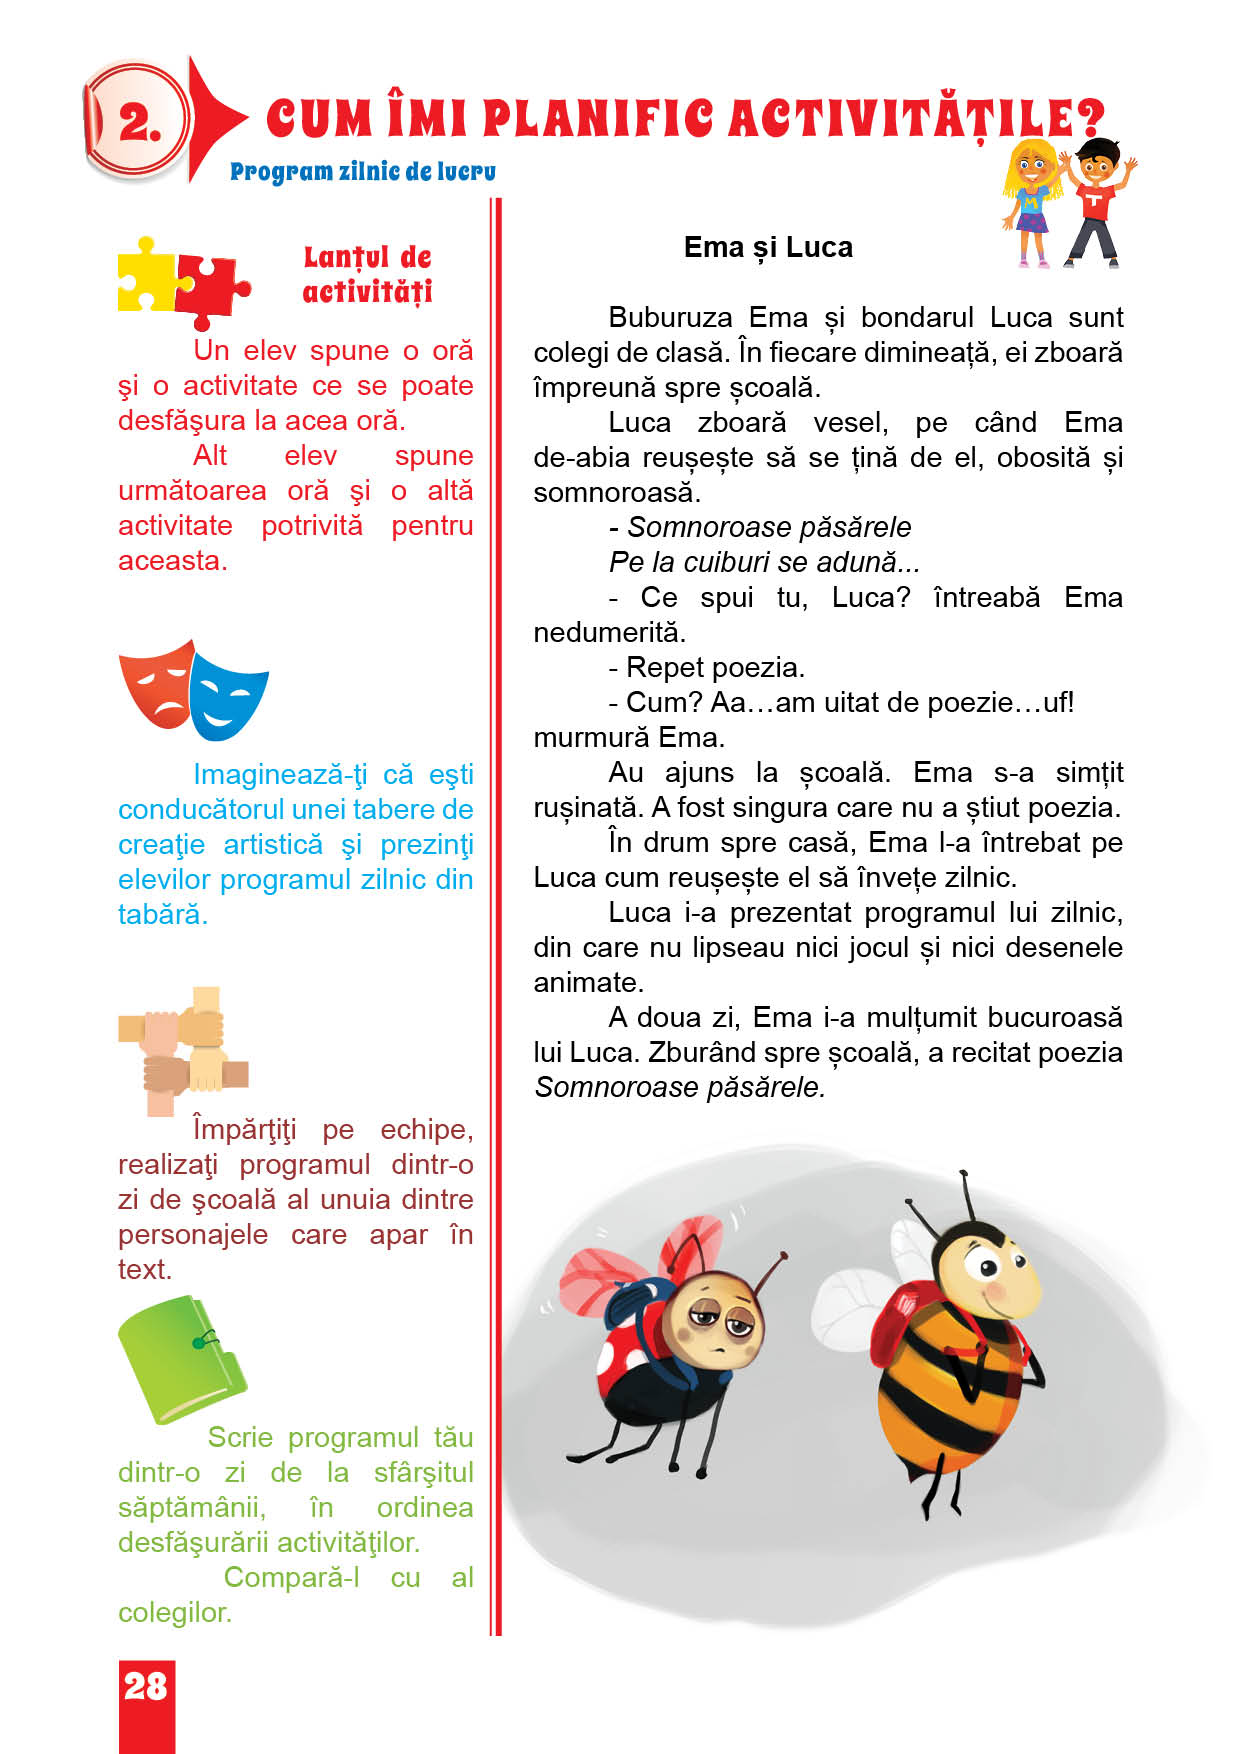 2.
CUM ÎMI PLANIFIC ACTIVITĂȚILE?
Program zilnic de lucru
Lanțul de
activități
Un elev spune o oră
şi o activitate ce se poate
desfăşura la acea oră.
Alt elev spune
următoarea oră şi o altă
activitate potrivită pentru
aceasta.
Imaginează-ţi că eşti
conducătorul unei tabere de
creaţie artistică şi prezinţi
elevilor programul zilnic din
tabără.
Împărţiţi pe echipe,
realizaţi programul dintr-o
zi de şcoală al unuia dintre
personajele care apar în
text.
Scrie programul tău
dintr-o zi de la sfârşitul
săptămânii, în ordinea
desfăşurării activităţilor.
Compară-l cu al
colegilor.
M
T
Ema și Luca
Buburuza Ema și bondarul Luca sunt
colegi de clasă. În fiecare dimineață, ei zboară
împreună spre școală.
Luca zboară vesel, pe când Ema
de-abia reușește să se țină de el, obosită și
somnoroasă.
- Somnoroase păsărele
Pe la cuiburi se adună...
- Ce spui tu, Luca? întreabă Ema
nedumerită.
- Repet poezia.
- Cum? Aa…am uitat de poezie…uf!
murmură Ema.
Au ajuns la școală. Ema s-a simțit
rușinată. A fost singura care nu a știut poezia.
În drum spre casă, Ema l-a întrebat pe
Luca cum reușește el să învețe zilnic.
Luca i-a prezentat programul lui zilnic,
din care nu lipseau nici jocul și nici desenele
animate.
A doua zi, Ema i-a mulțumit bucuroasă
lui Luca. Zburând spre școală, a recitat poezia
Somnoroase păsărele.
28